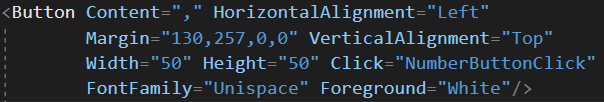 <Button Content="," HorizontalAlignment="Left"
Margin="130,257,0,0" VerticalAlignment="Top"
Width="50" Height="50" Click="NumberButtonClick"
FontFamily="Unispace" Foreground="White"/>